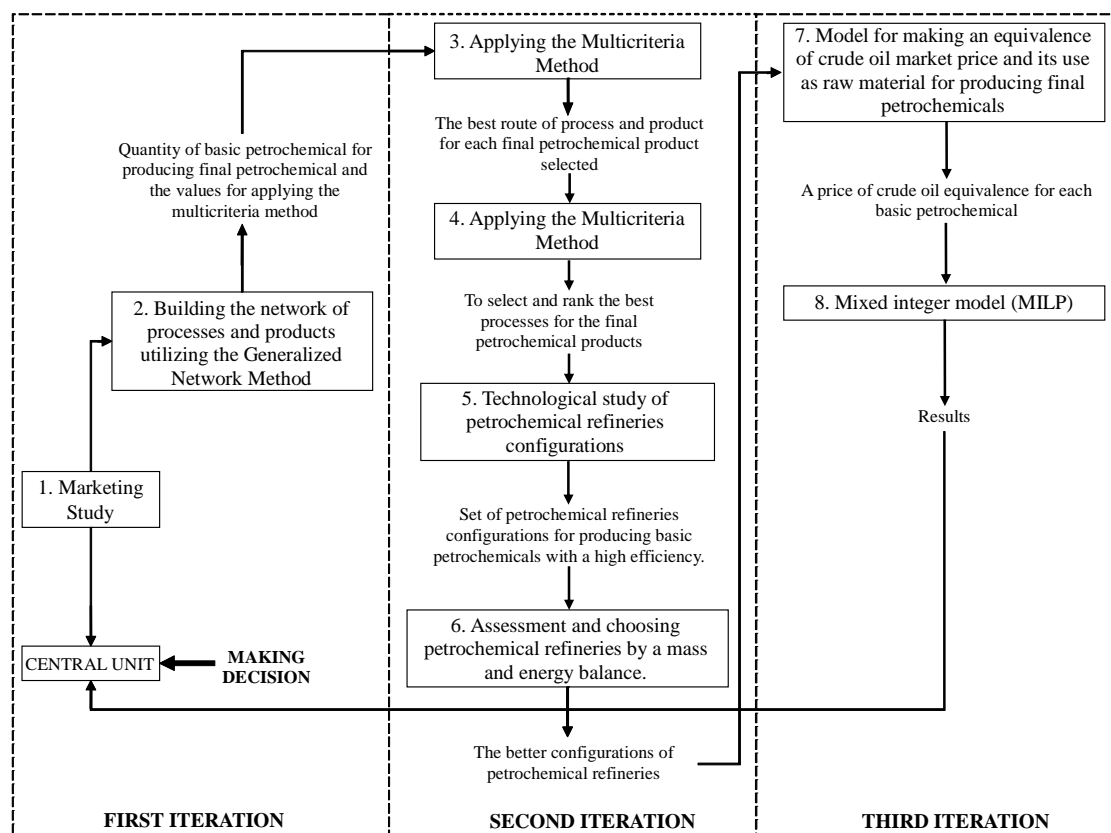 1. Marketing
Study
CENTRAL UNIT
MAKING
DECISION
2. Building the network of
processes and products
utilizing the Generalized
Network Method
Quantity of basic petrochemical for
producing final petrochemical and
the values for applying the
multicriteria method
FIRST ITERATION
3. Applying the Multicriteria
Method
The best route of process and product
for each final petrochemical product
selected
4. Applying the Multicriteria
Method
To select and rank the best
processes for the final
petrochemical products
5. Technological study of
petrochemical refineries
configurations
Set of petrochemical refineries
configurations for producing basic
petrochemicals with a high efficiency.
6. Assessment and choosing
petrochemical refineries by a mass
and energy balance.
The better configurations of
petrochemical refineries
SECOND ITERATION
7. Model for making an equivalence
of crude oil market price and its use
as raw material for producing final
petrochemicals
A price of crude oil equivalence for each
basic petrochemical
8. Mixed integer model (MILP)
Results
THIRD ITERATION